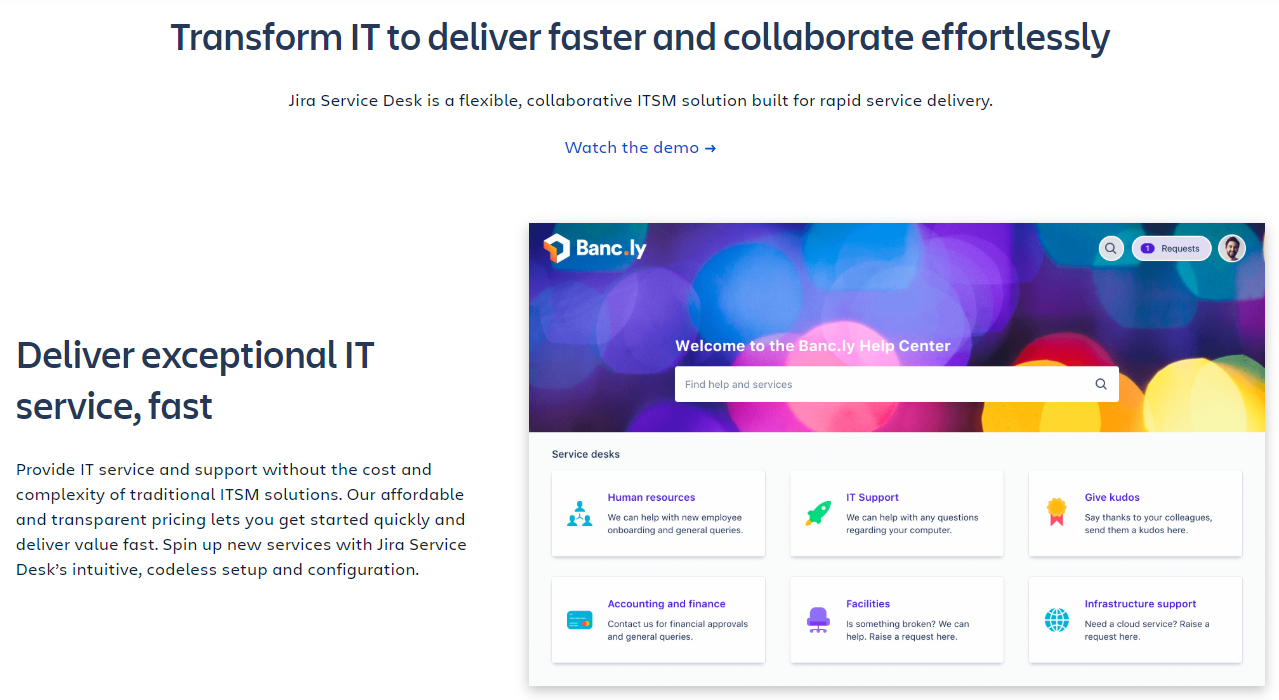 Transform IT to deliver faster and collaborate effortlessly
Jira Service Desk is a flexible, collaborative ITSM solution built for rapid service delivery.
Watch the demo →
Deliver exceptional IT
service, fast
Provide IT service and support without the cost and
complexity of traditional ITSM solutions. Our affordable
and transparent pricing lets you get started quickly and
deliver value fast. Spin up new services with Jira Service
Desk's intuitive, codeless setup and configuration.
Banc.ly
1 Requests
Welcome to the Banc.ly Help Center
Find help and services
Service desks
Human resources
We can help with new employee
onboarding and general queries.
IT Support
We can help with any questions
regarding your computer.
Give kudos
Say thanks to your colleagues,
send them a kudos here.
Accounting and finance
Contact us for financial approvals
and general queries.
Facilities
Is something broken? We can
help. Raise a request here.
Infrastructure support
Need a cloud service? Raise a
request here.